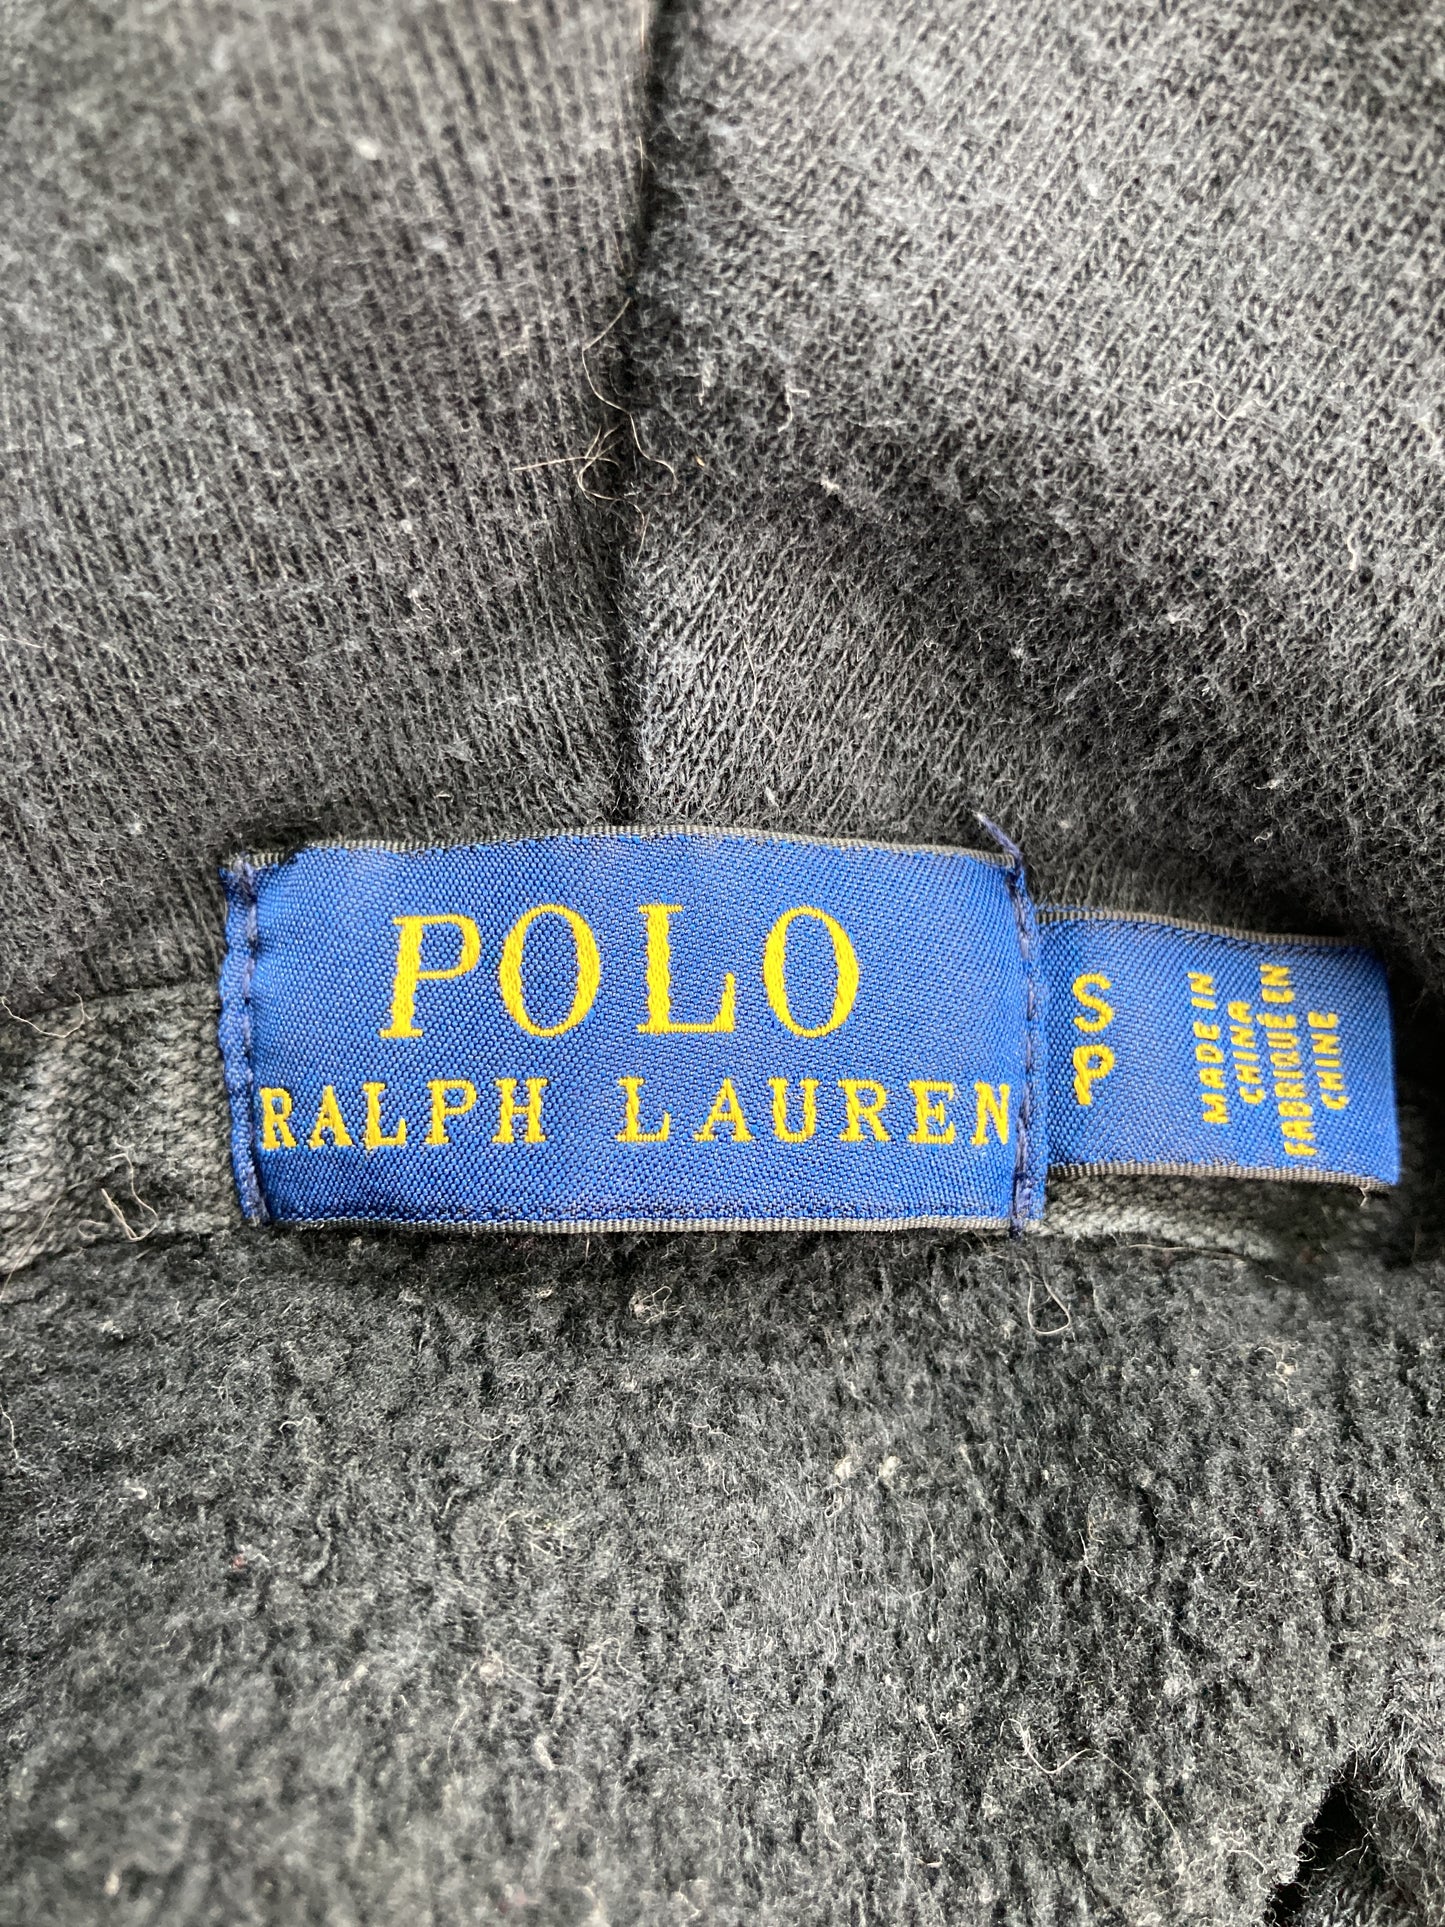 POLO
RALPH LAUREN
S
P
MADE IN
CHINA
FABRIQUÉ EN
CHINE